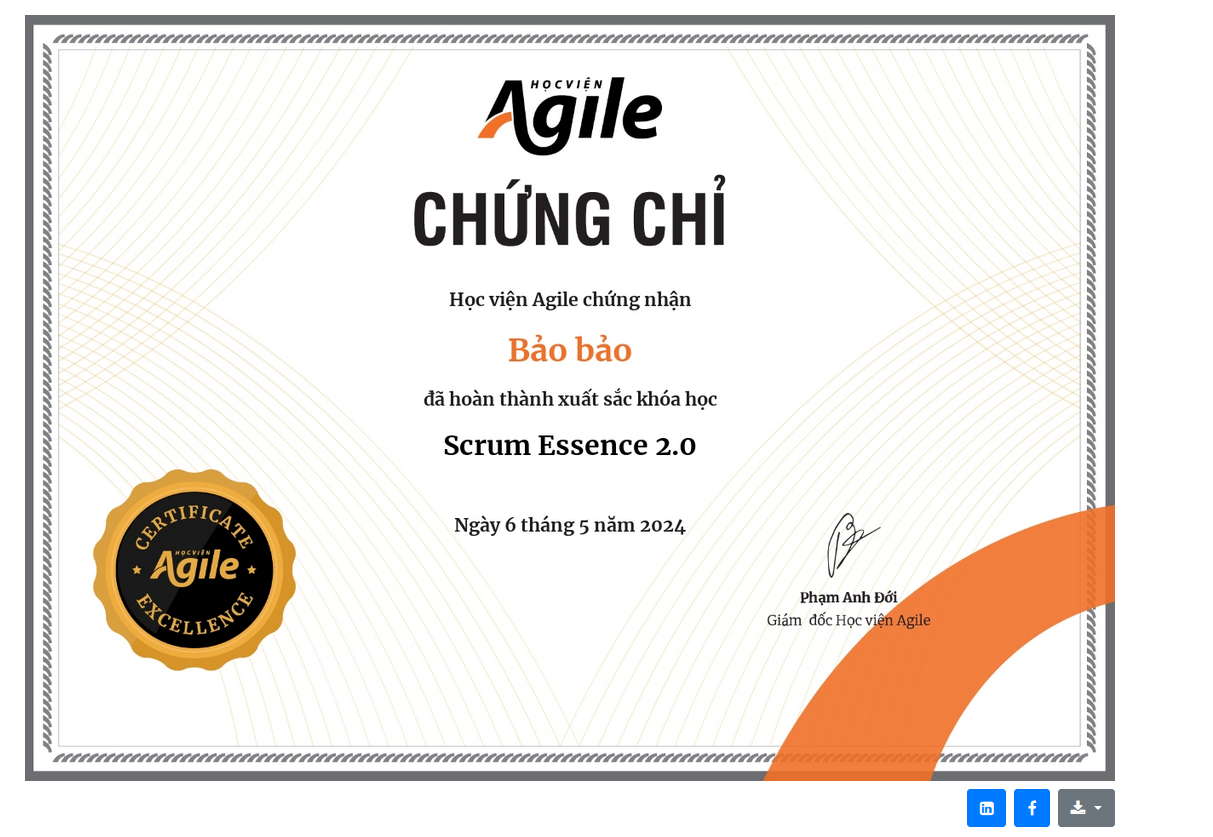 HỌC VIỆN
Agile
CHỨNG CHỈ
Học viện Agile chứng nhận
Bảo bảo
đã hoàn thành xuất sắc khóa học
Scrum Essence 2.0
Ngày 6 tháng 5 năm 2024
CERTIFICATE
HỌC VIỆN
Agile
EXCELLENCE
Phạm Anh Đới
Giám đốc Học viện Agile